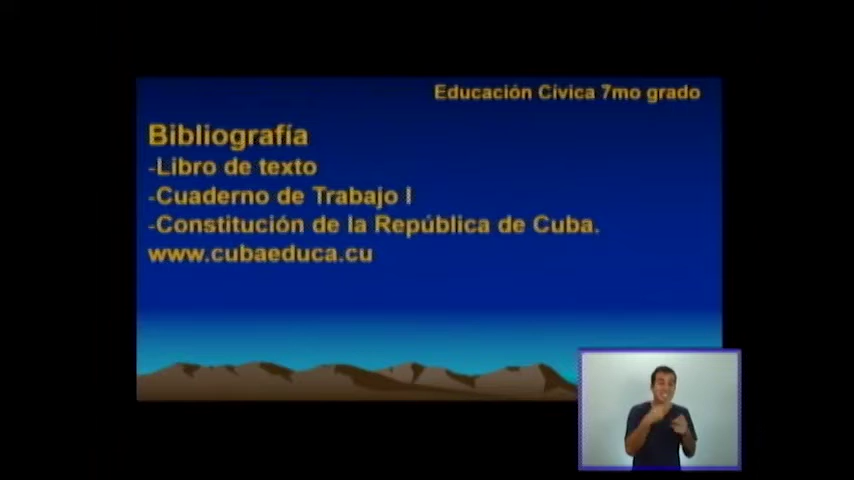 Educación Cívica 7mo grado
Bibliografía
-Libro de texto
-Cuaderno de Trabajo I
-Constitución de la República de Cuba.
www.cubaeduca.cu